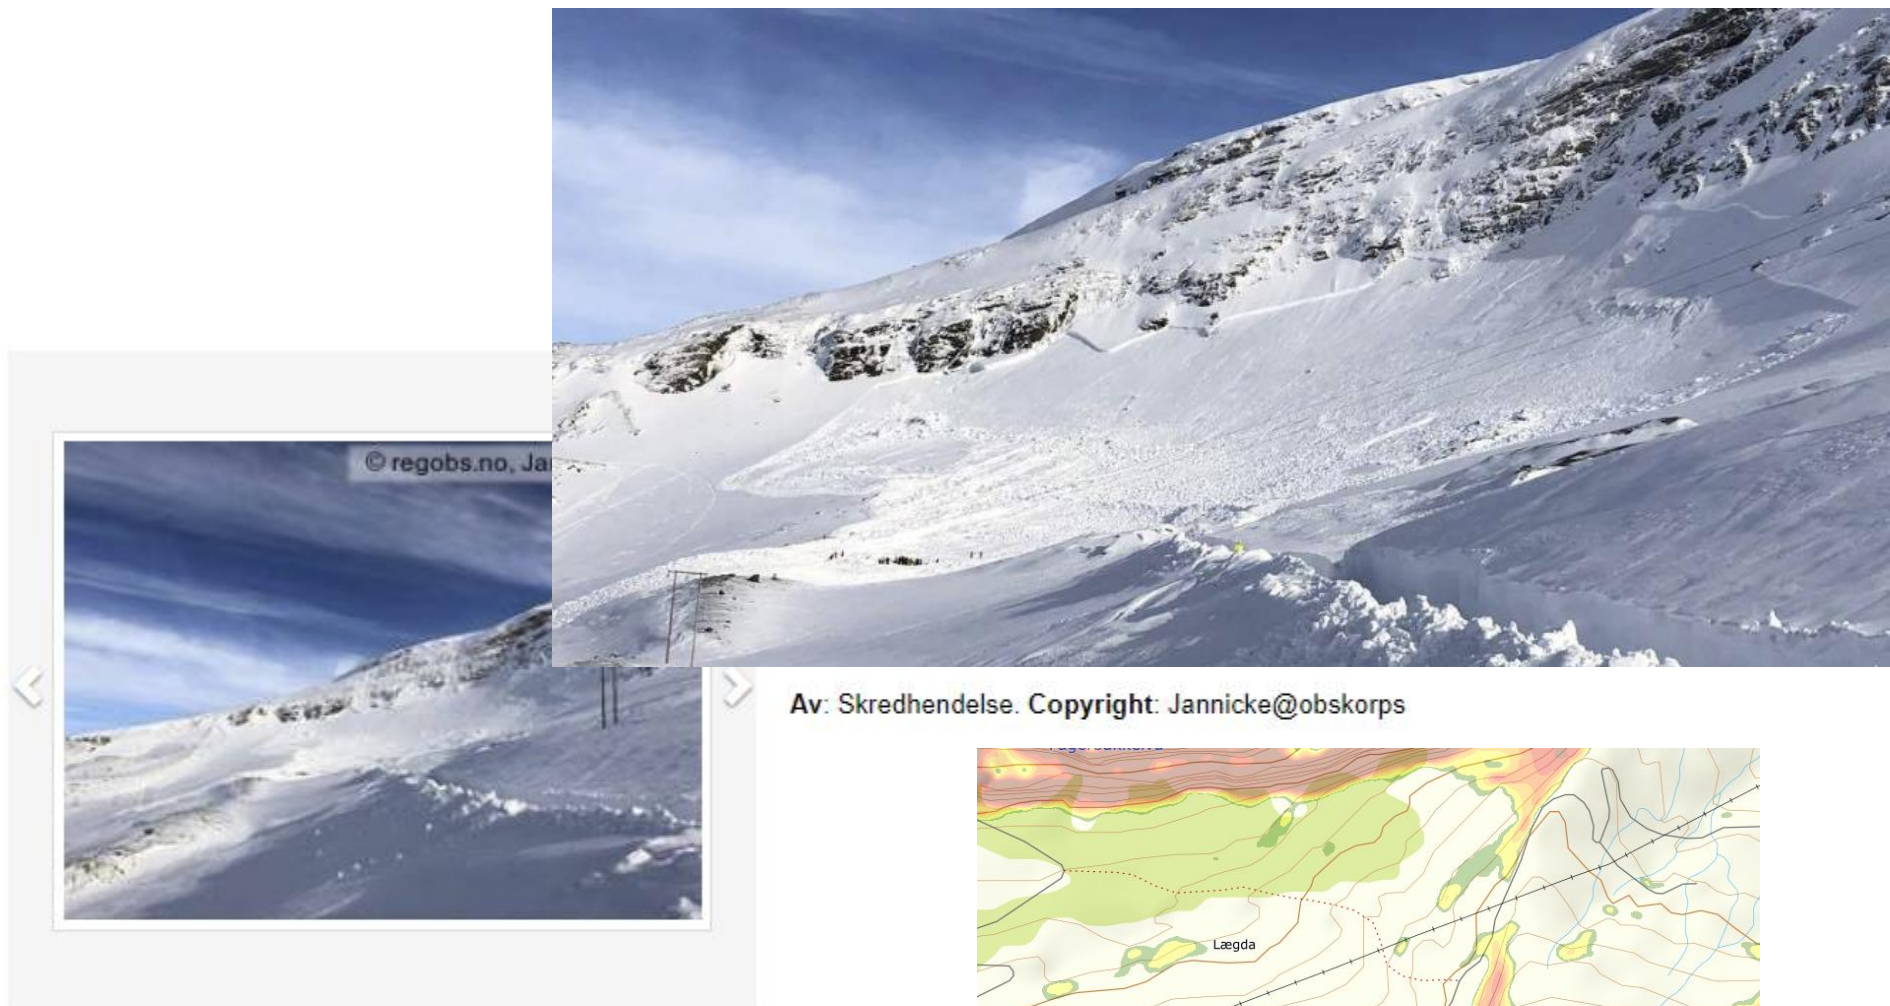 © regobs.no, Ja
Av: Skredhendelse. Copyright: Jannicke@obskorps
Lægda